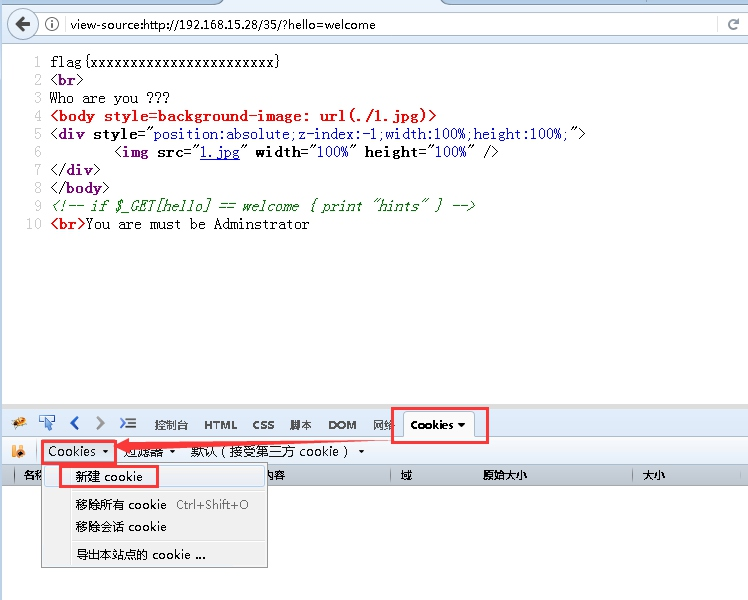 view-source:http://192.168.15.28/35/?hello=welcome
1 flag{xxxxxxxxxxxxxxxxxxxxxxx}
2 <br>
3 Who are you ???
4 <body style=background-image: url(./1.jpg)>
5 <div style="position:absolute;z-index:-1;width:100%;height:100%;">
6 <img src="1.jpg" width="100%" height="100%" />
7 </div>
8 </body>
9 <!-- if $_GET[hello] == welcome { print "hints" } -->
10 <br>You are must be Adminstrator
控制台 HTML CSS 脚本 DOM 网络 Cookies
Cookies 过滤器 默认（接受第三方 cookie）
名称 内容 域 原始大小 大小
新建 cookie
移除所有 cookie Ctrl+Shift+O
移除会话 cookie
导出本站点的 cookie ...